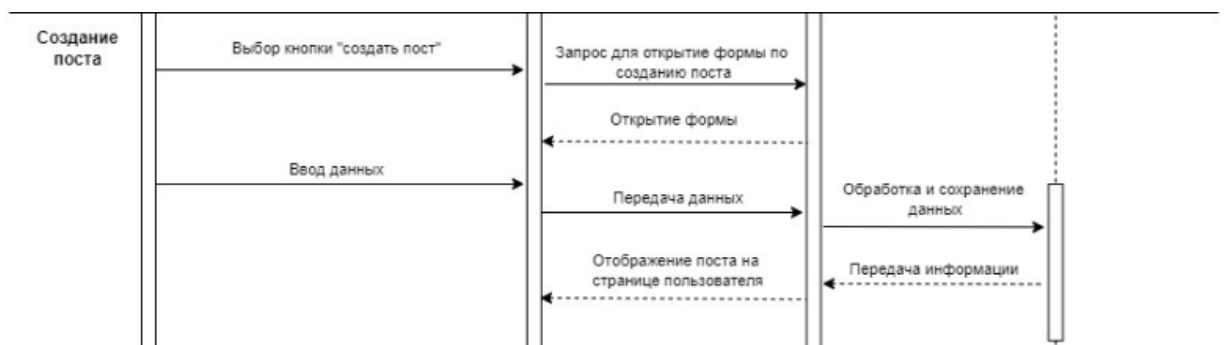 Создание
поста
Выбор кнопки "создать пост"
Запрос для открытие формы по
созданию поста
Открытие формы
Ввод данных
Передача данных
Обработка и сохранение
данных
Отображение поста на
странице пользователя
Передача информации